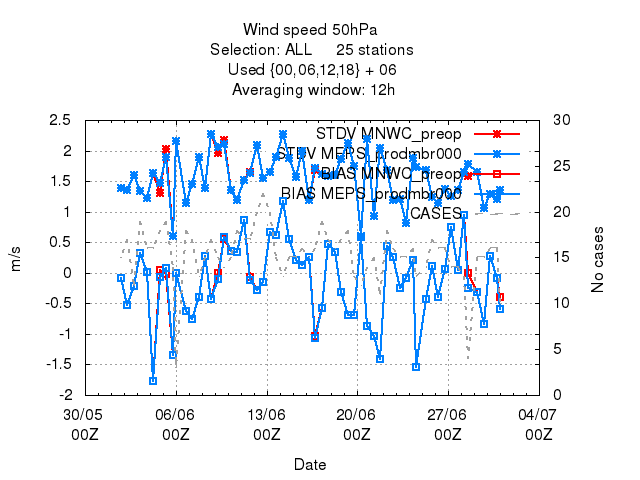 Wind speed 50hPa
Selection: ALL 25 stations
Used {00,06,12,18} + 06
Averaging window: 12h
STDV MNWC_preop
STDV MEPS_prodmbr000
BIAS MNWC_preop
BIAS MEPS_prodmbr000
CASES
m/s
2.5
2
1.5
1
0.5
0
-0.5
-1
-1.5
-2
No cases
30
25
20
15
10
5
0
30/05 06/06 13/06 20/06 27/06 04/07
00Z 00Z 00Z 00Z 00Z 00Z
Date